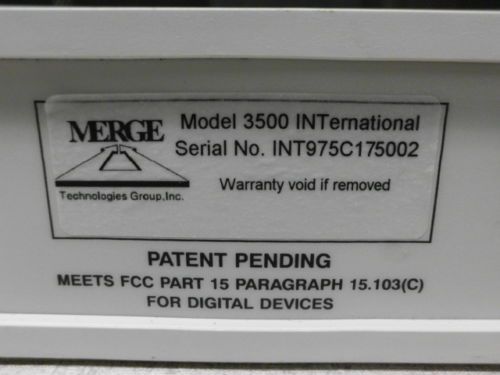 MERGE
Technologies Group,Inc.
Model 3500 INTernational
Serial No. INT975C175002
Warranty void if removed
PATENT PENDING
MEETS FCC PART 15 PARAGRAPH 15.103(C)
FOR DIGITAL DEVICES